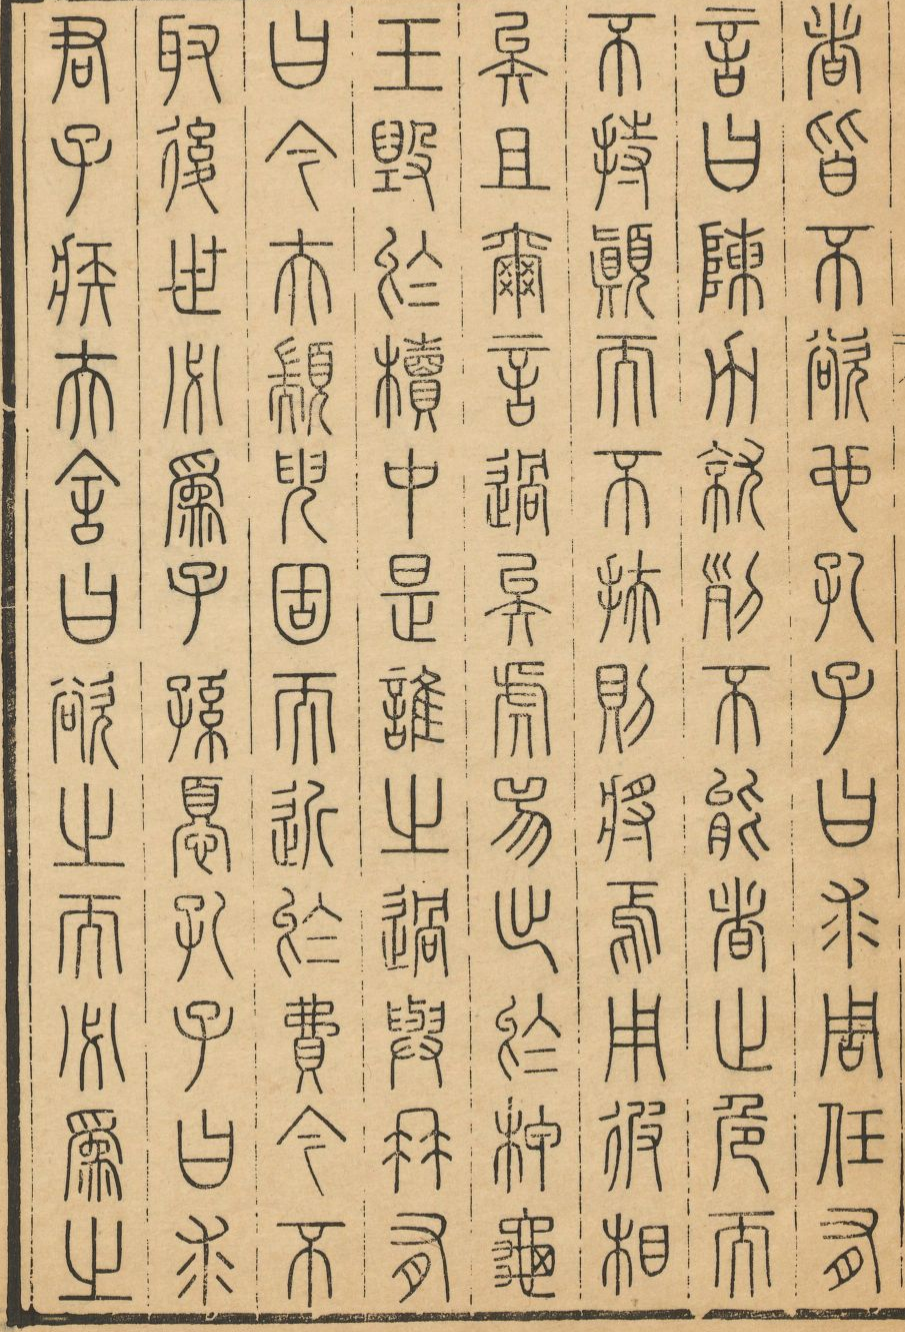 者皆不欲也孔子曰求周任有
言曰陳力就列不能者止危而
不持顚而不扶則將焉用彼相
矣且爾言過矣虎兕出於柙龜
玉毀於櫝中是誰之過與冉有
曰今夫顓臾固而近於費今不
取後世必爲子孫憂孔子曰求
君子疾夫舍曰欲之而必爲之